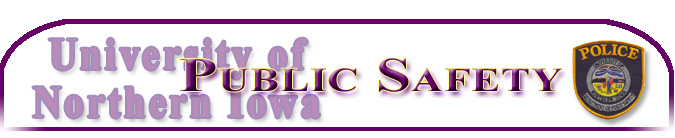 University of
Northern Iowa
PUBLIC SAFETY
POLICE